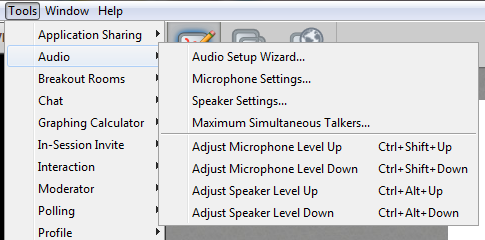 Tools Window Help
Application Sharing
Audio
Breakout Rooms
Chat
Graphing Calculator
In-Session Invite
Interaction
Moderator
Polling
Profile
Audio Setup Wizard...
Microphone Settings...
Speaker Settings...
Maximum Simultaneous Talkers...
Adjust Microphone Level Up Ctrl+Shift+Up
Adjust Microphone Level Down Ctrl+Shift+Down
Adjust Speaker Level Up Ctrl+Alt+Up
Adjust Speaker Level Down Ctrl+Alt+Down